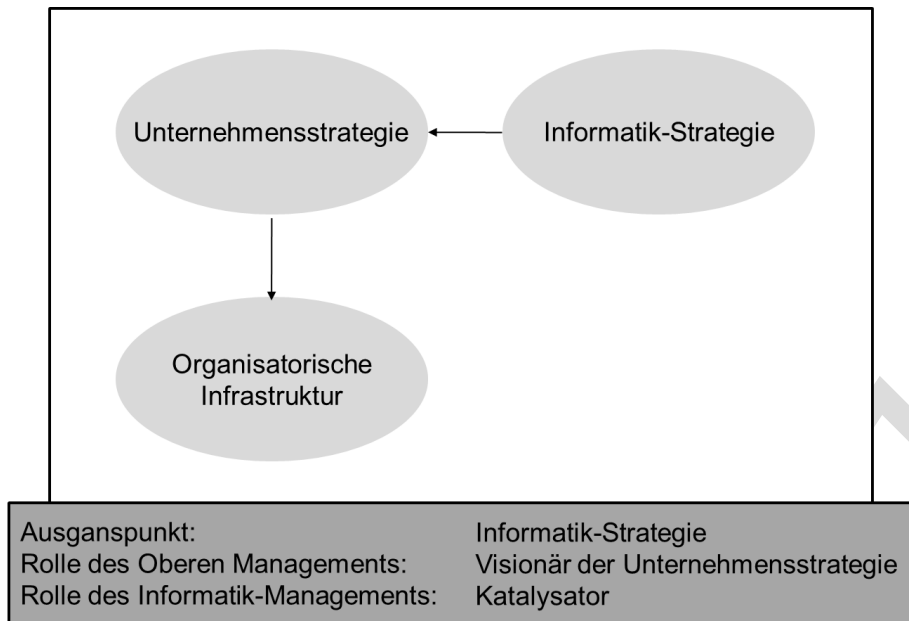 Unternehmensstrategie
Informatik-Strategie
Organisatorische
Infrastruktur
Ausganspunkt: Informatik-Strategie
Rolle des Oberen Managements: Visionär der Unternehmensstrategie
Rolle des Informatik-Managements: Katalysator